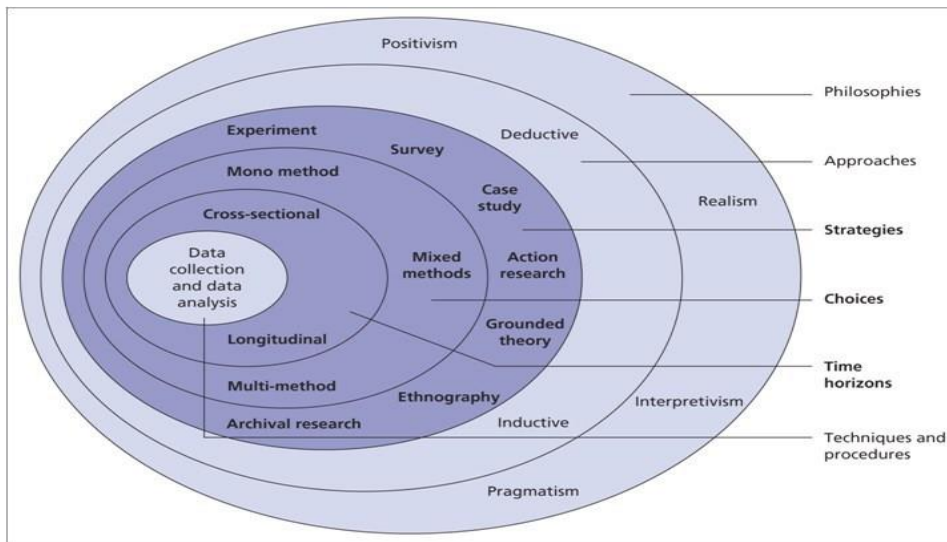 Positivism
Philosophies
Experiment
Deductive
Survey
Approaches
Mono method
Case
study
Realism
Cross-sectional
Strategies
Data
collection
and data
analysis
Mixed
methods
Action
research
Choices
Grounded
theory
Longitudinal
Time
horizons
Multi-method
Ethnography
Interpretivism
Archival research
Inductive
Techniques and
procedures
Pragmatism